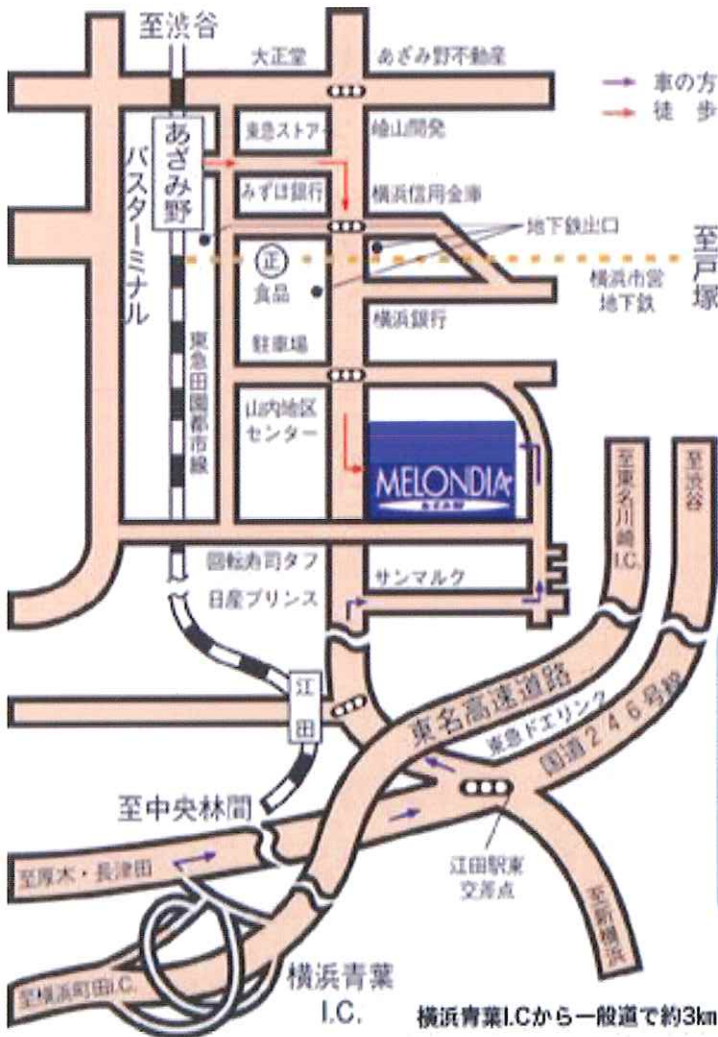 至渋谷
大正堂
あざみ野不動産
車の方
徒歩
東急ストア
嶮山開発
あざみ野
バスターミナル
みずほ銀行
横浜信用金庫
地下鉄出口
至戸塚
正
食品
横浜市営
地下鉄
横浜銀行
駐車場
東急田園都市線
山内地区
センター
MELONDIA
あざみ野
至東名川崎I.C.
至渋谷
回転寿司タフ
サンマルク
日産プリンス
江田
東名高速道路
東急ドエリンク
国道246号線
至中央林間
至厚木・長津田
江田駅東
交差点
至新横浜
至横浜町田I.C.
横浜青葉
I.C.
横浜青葉I.Cから一般道で約3km